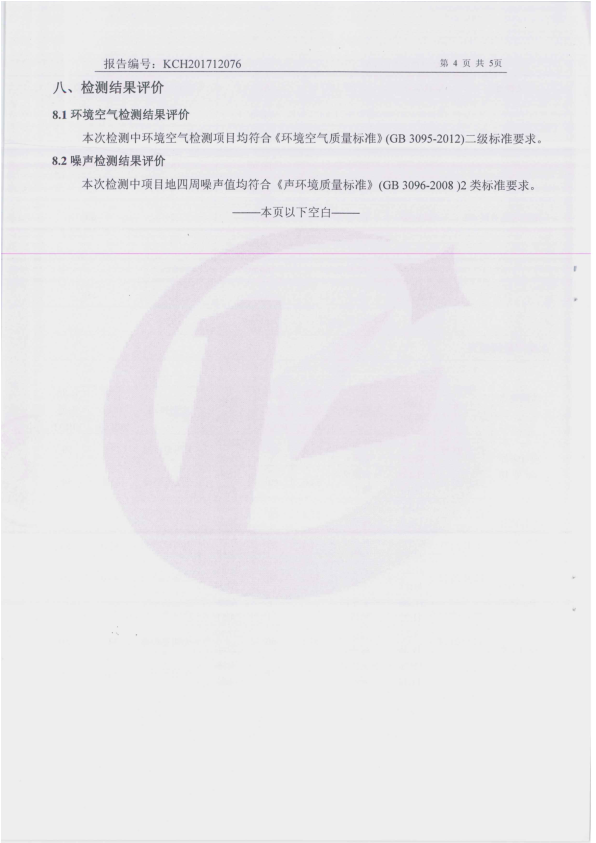 报告编号：KCH201712076 第 4 页 共 5页
八、检测结果评价
8.1 环境空气检测结果评价
本次检测中环境空气检测项目均符合《环境空气质量标准》(GB 3095-2012)二级标准要求。
8.2 噪声检测结果评价
本次检测中项目地四周噪声值均符合《声环境质量标准》(GB 3096-2008 )2 类标准要求。
——本页以下空白——